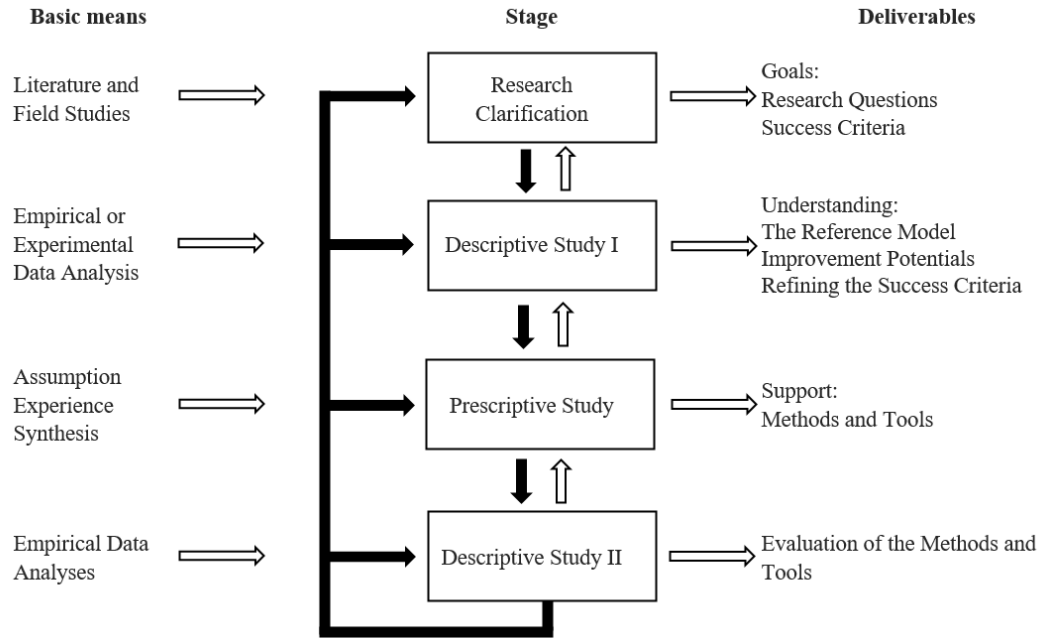 Basic means
Stage
Deliverables
Literature and
Field Studies
Research
Clarification
Goals:
Research Questions
Success Criteria
Empirical or
Experimental
Data Analysis
Descriptive Study I
Understanding:
The Reference Model
Improvement Potentials
Refining the Success Criteria
Assumption
Experience
Synthesis
Prescriptive Study
Support:
Methods and Tools
Empirical Data
Analyses
Descriptive Study II
Evaluation of the Methods and
Tools